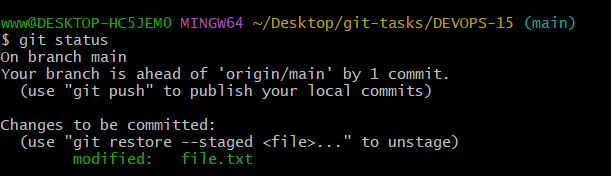 www@DESKTOP-HC5JEMO MINGW64 ~/Desktop/git-tasks/DEVOPS-15 (main)
$ git status
On branch main
Your branch is ahead of 'origin/main' by 1 commit.
  (use "git push" to publish your local commits)

Changes to be committed:
  (use "git restore --staged <file>..." to unstage)
        modified:   file.txt